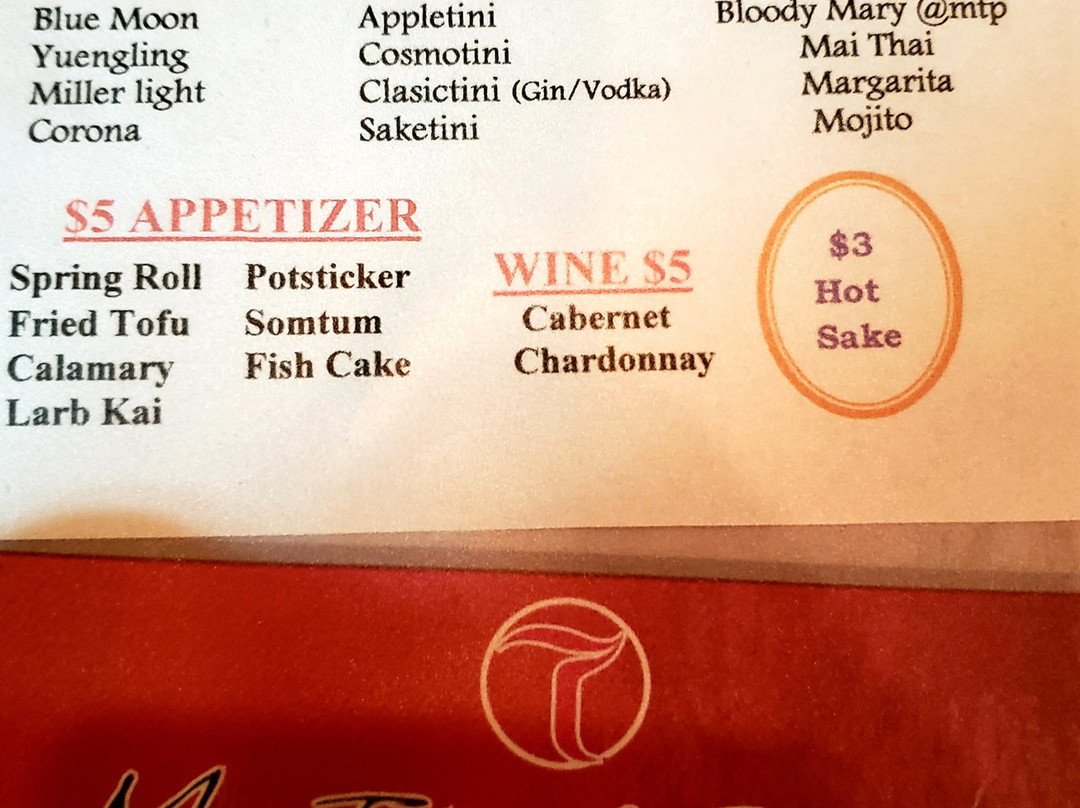 Blue Moon
Yuengling
Miller light
Corona
Appletini
Cosmotini
Clasictini (Gin/Vodka)
Saketini
Bloody Mary @mtp
Mai Thai
Margarita
Mojito
$5 APPETIZER
Spring Roll
Fried Tofu
Calamary
Larb Kai
Potsticker
Somtum
Fish Cake
WINE $5
Cabernet
Chardonnay
$3
Hot
Sake
T